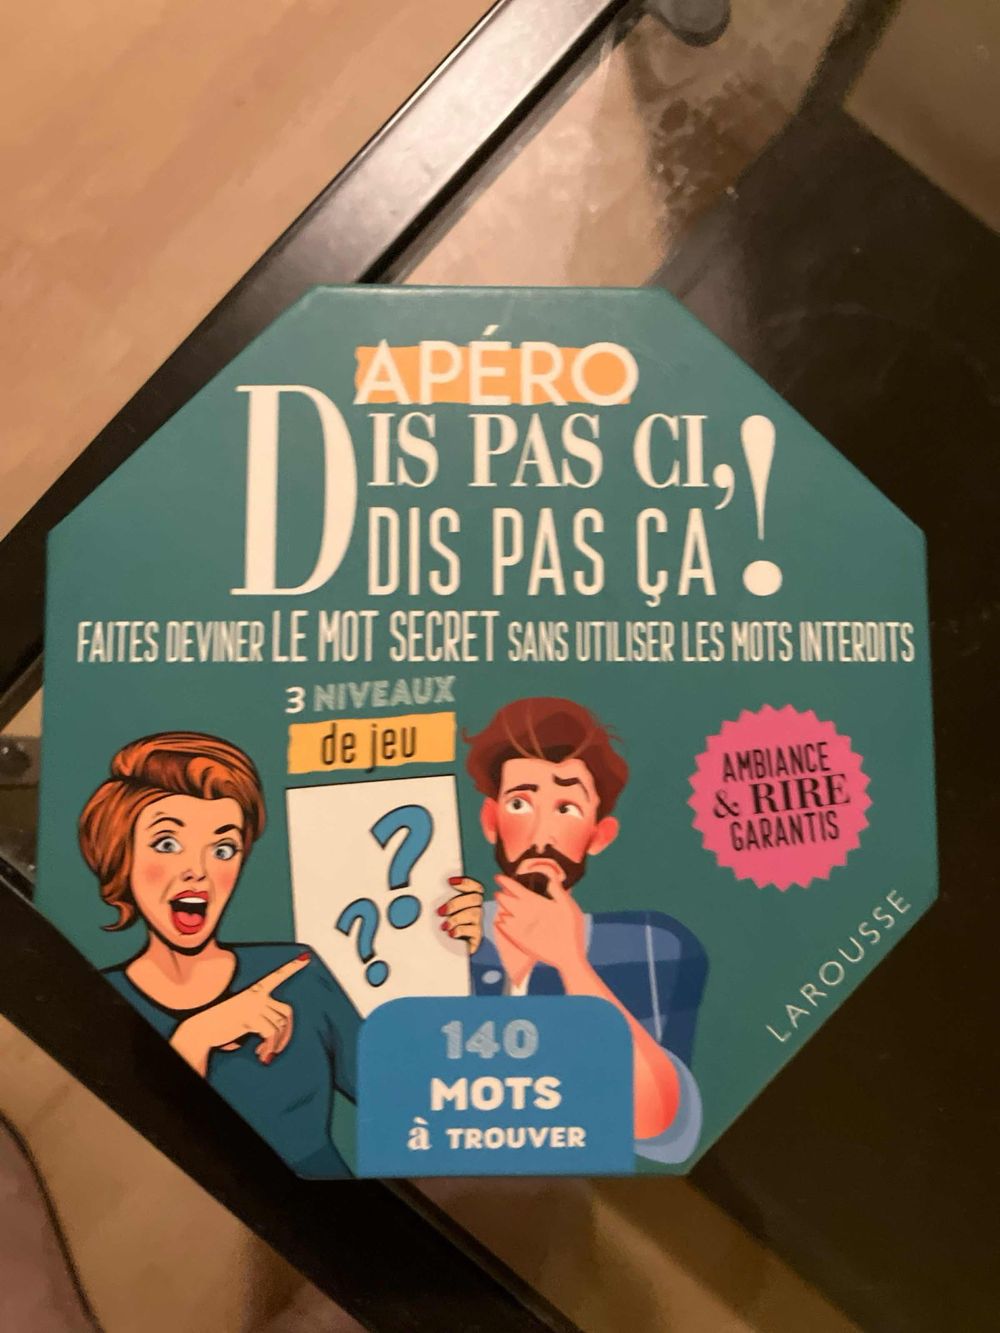 APÉRO
DIS PAS CI,
DIS PAS ÇA !
FAITES DEVINER LE MOT SECRET SANS UTILISER LES MOTS INTERDITS
3 NIVEAUX
de jeu
? ? ?
AMBIANCE
& RIRE
GARANTIS
LAROUSSE
140
MOTS
à TROUVER